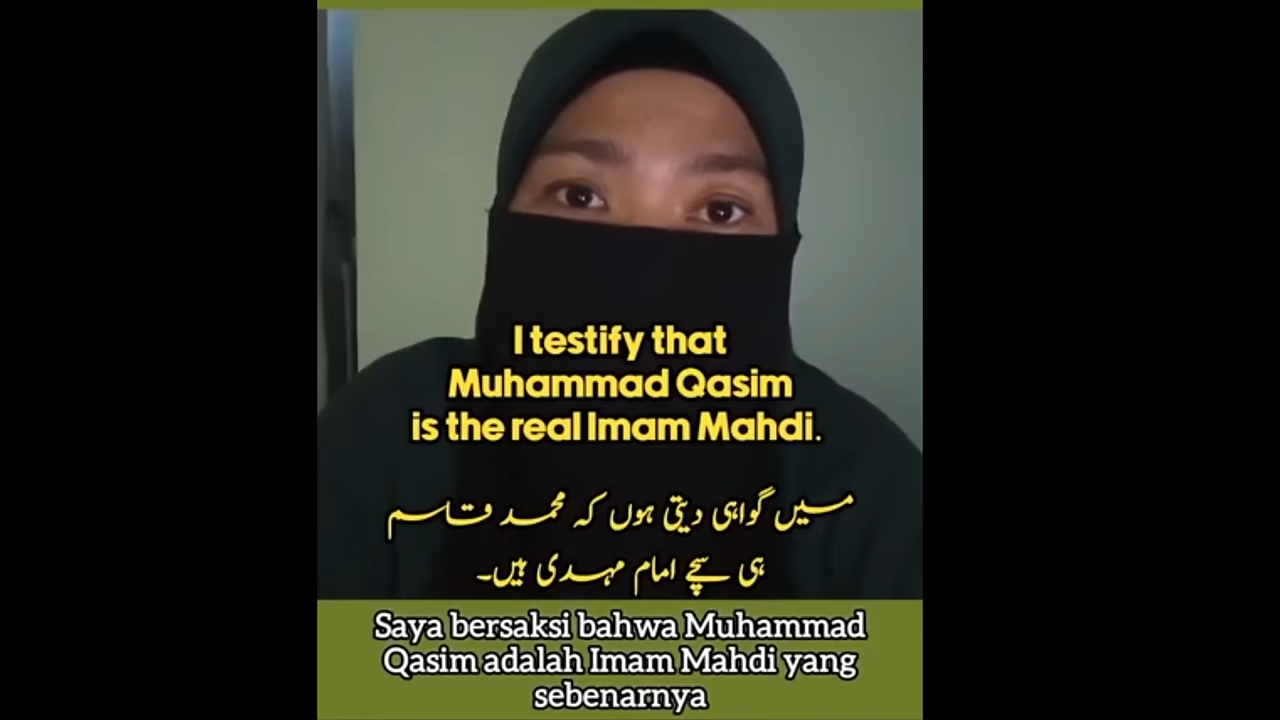 I testify that
Muhammad Qasim
is the real Imam Mahdi.
میں گواہی دیتی ہوں کہ محمد قاسم
ہی سچے امام مہدی ہیں۔
Saya bersaksi bahwa Muhammad
Qasim adalah Imam Mahdi yang
sebenarnya